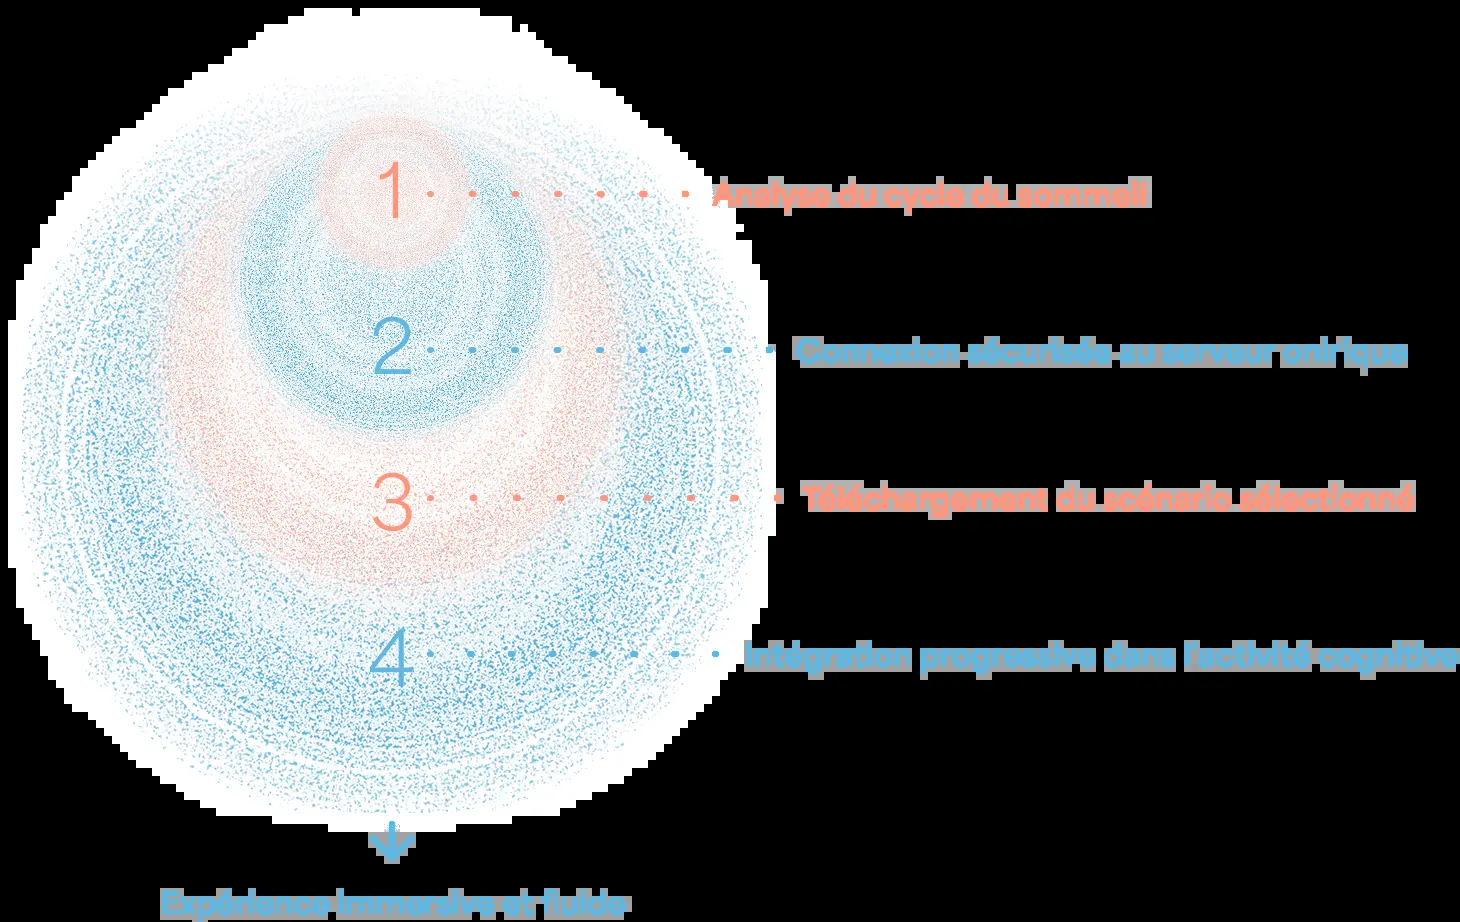 1 Analyse du cycle du sommeil
2 Connexion sécurisée au serveur onirique
3 Téléchargement du scénario sélectionné
4 Intégration progressive dans l'activité cognitive
Expérience immersive et fluide